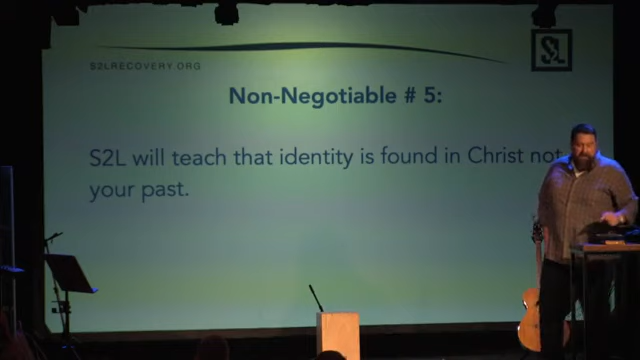 S2LRECOVERY.ORG
S2L
Non-Negotiable # 5:
S2L will teach that identity is found in Christ not
your past.